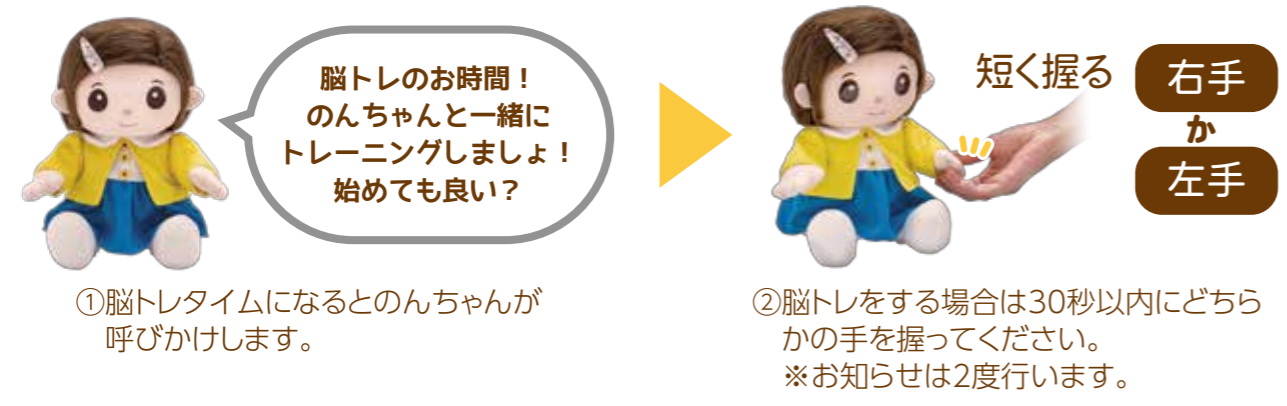 脳トレのお時間！
のんちゃんと一緒に
トレーニングしましょ！
始めても良い？
短く握る
右手
か
左手
①脳トレタイムになるとのんちゃんが
呼びかけします。
②脳トレをする場合は30秒以内にどちら
かの手を握ってください。
※お知らせは2度行います。